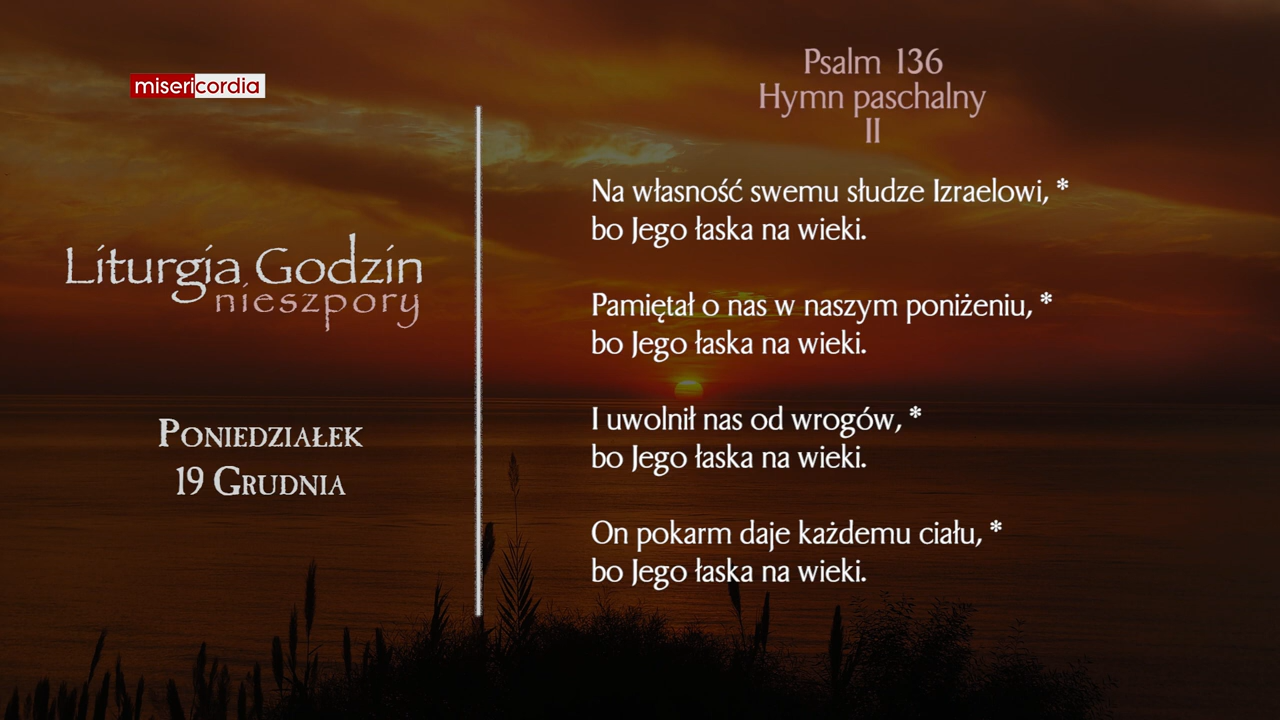 misericordia
Liturgia Godzin
nieszpory
Poniedziałek
19 Grudnia
Psalm 136
Hymn paschalny
II
Na własność swemu słudze Izraelowi, *
bo Jego łaska na wieki.
Pamiętał o nas w naszym poniżeniu, *
bo Jego łaska na wieki.
I uwolnił nas od wrogów, *
bo Jego łaska na wieki.
On pokarm daje każdemu ciału, *
bo Jego łaska na wieki.